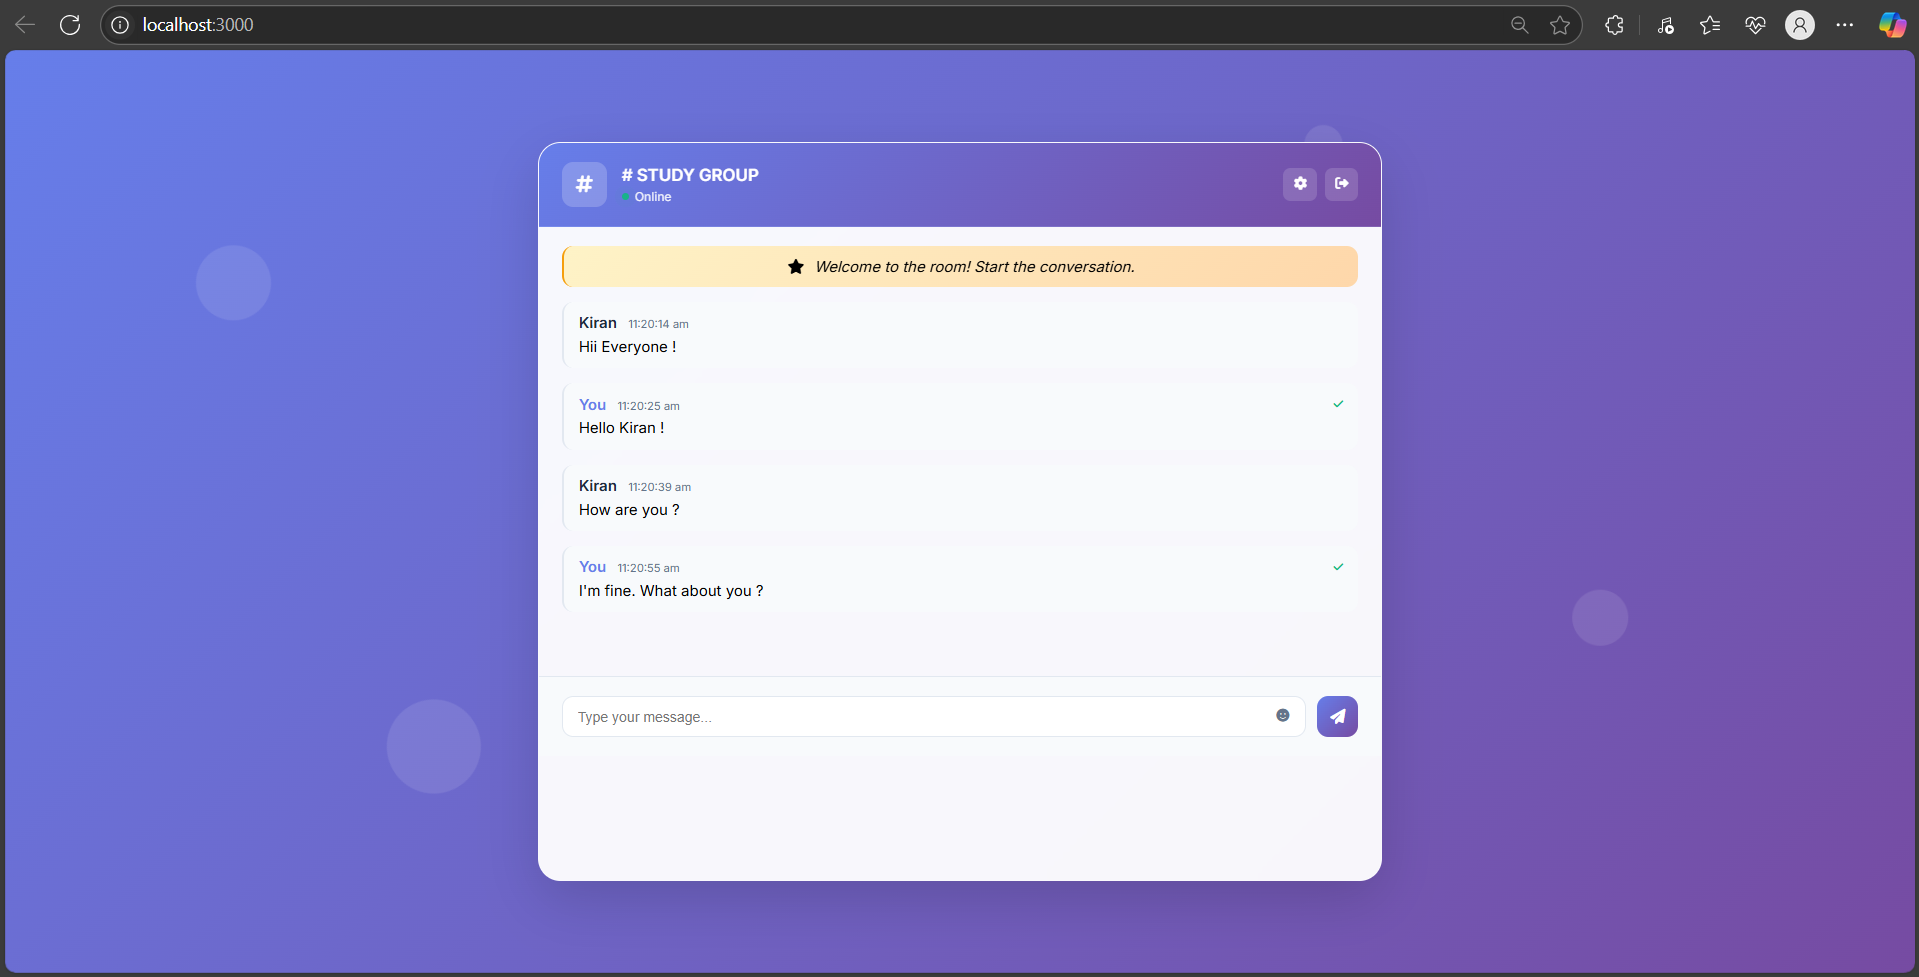 localhost:3000
#
# STUDY GROUP
Online
Welcome to the room! Start the conversation.
Kiran 11:20:14 am
Hii Everyone !
You 11:20:25 am
Hello Kiran !
Kiran 11:20:39 am
How are you ?
You 11:20:55 am
I'm fine. What about you ?
Type your message...